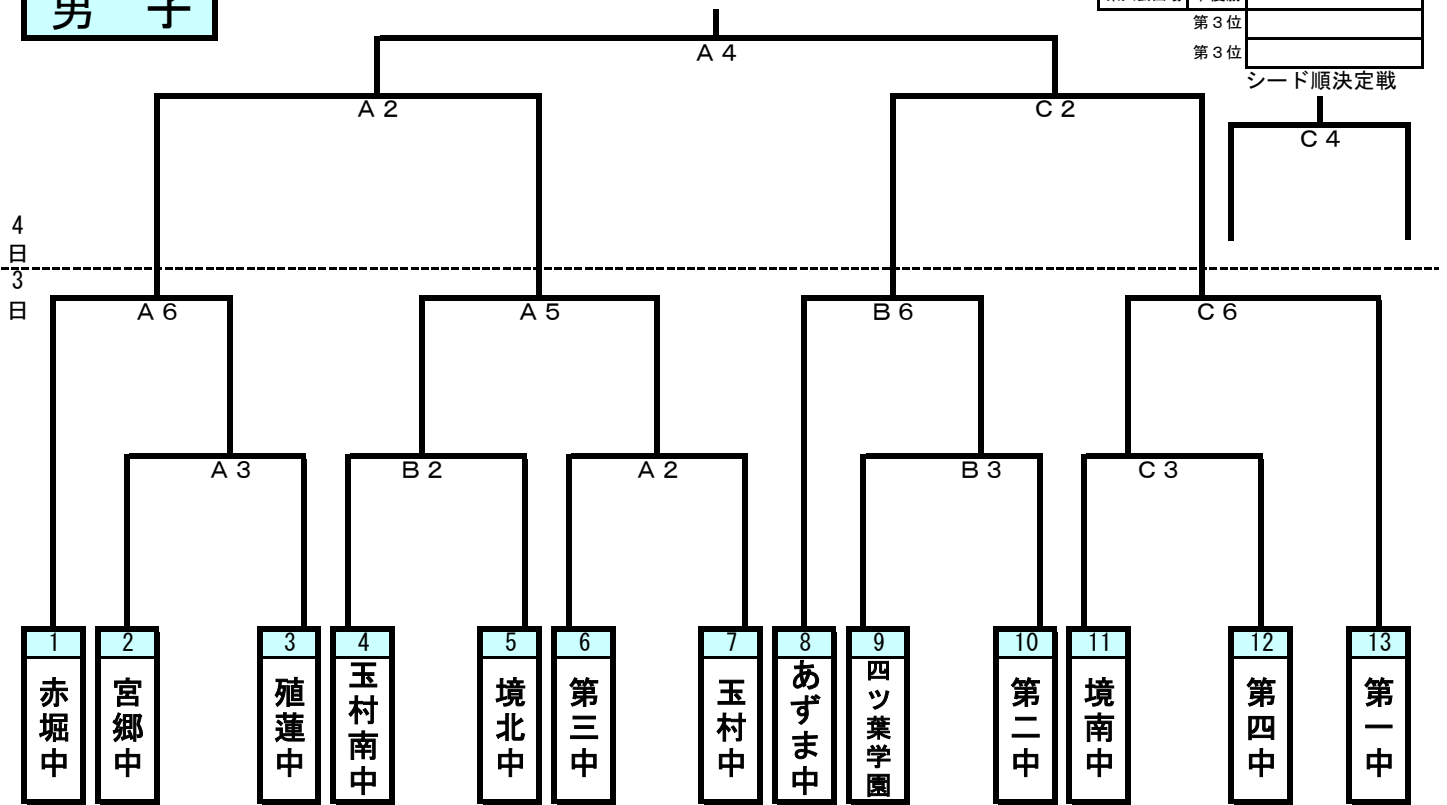 男 子
第３位
第３位
シード順決定戦
Ａ４
Ａ２
Ｃ２
Ｃ４
4
日
3
日
Ａ６
Ａ５
Ｂ６
Ｃ６
Ａ３
Ｂ２
Ａ２
Ｂ３
Ｃ３
1
2
3
4
5
6
7
8
9
10
11
12
13
赤堀中
宮郷中
殖蓮中
玉村南中
境北中
第三中
玉村中
あずま中
四ツ葉学園
第二中
境南中
第四中
第一中